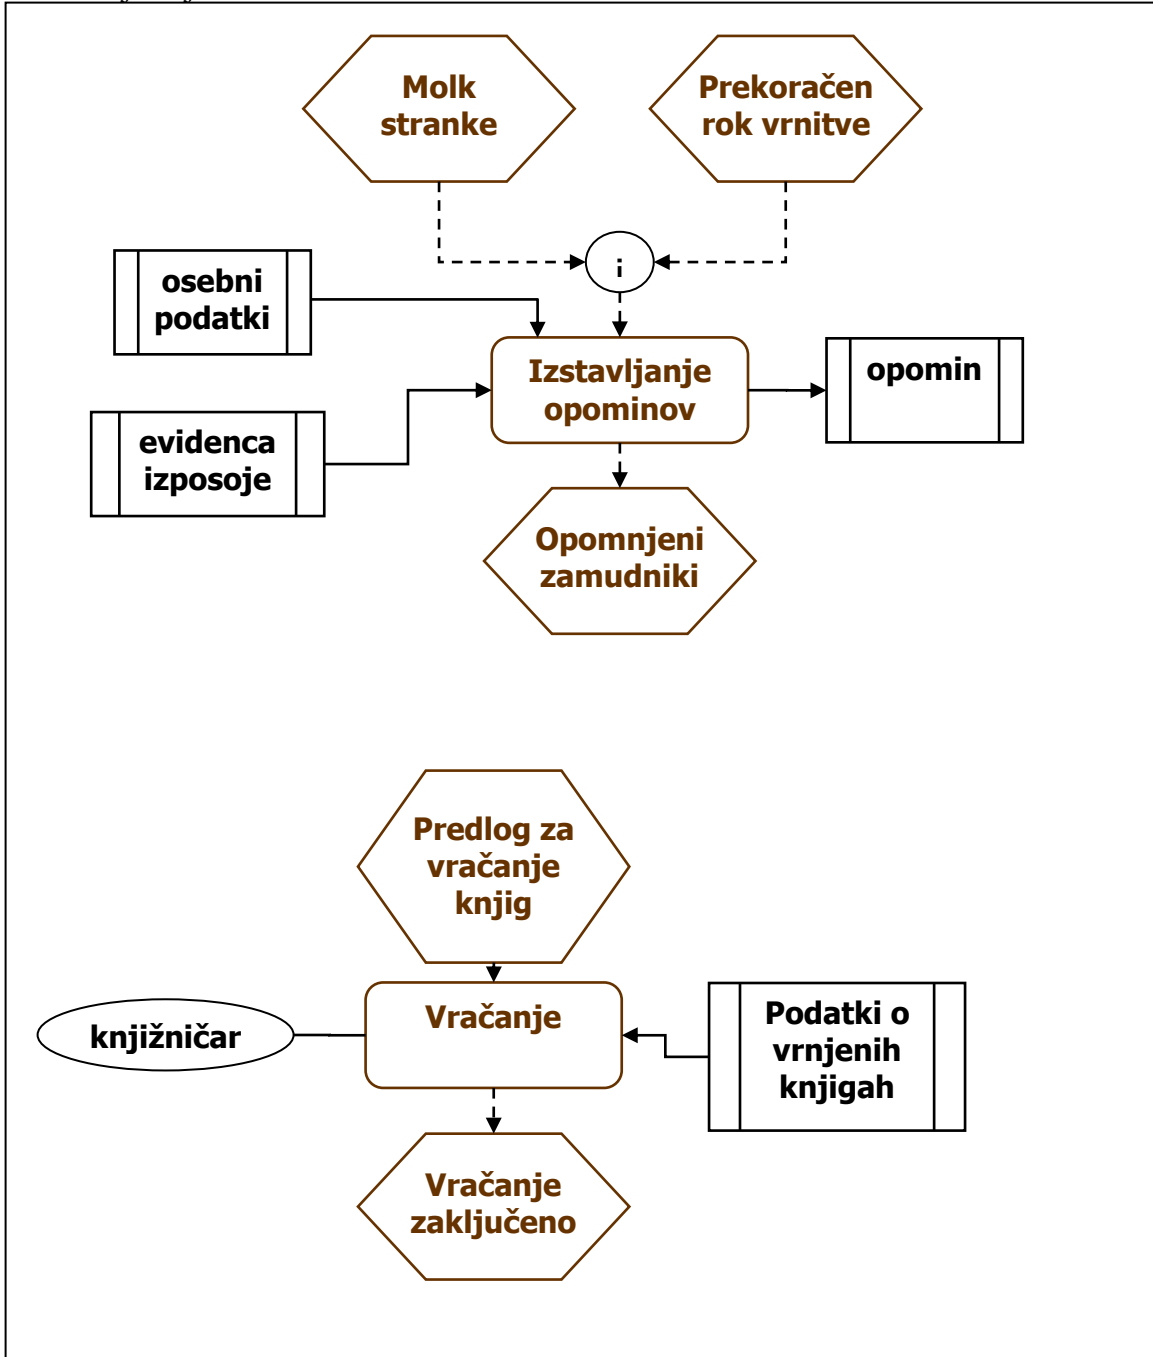 Molk
stranke
Prekoračen
rok vrnitve
i
osebni
podatki
Izstavljanje
opominov
opomin
evidenca
izposoje
Opomnjeni
zamudniki
Predlog za
vračanje
knjig
knjižničar
Vračanje
Podatki o
vrnjenih
knjigah
Vračanje
zaključeno